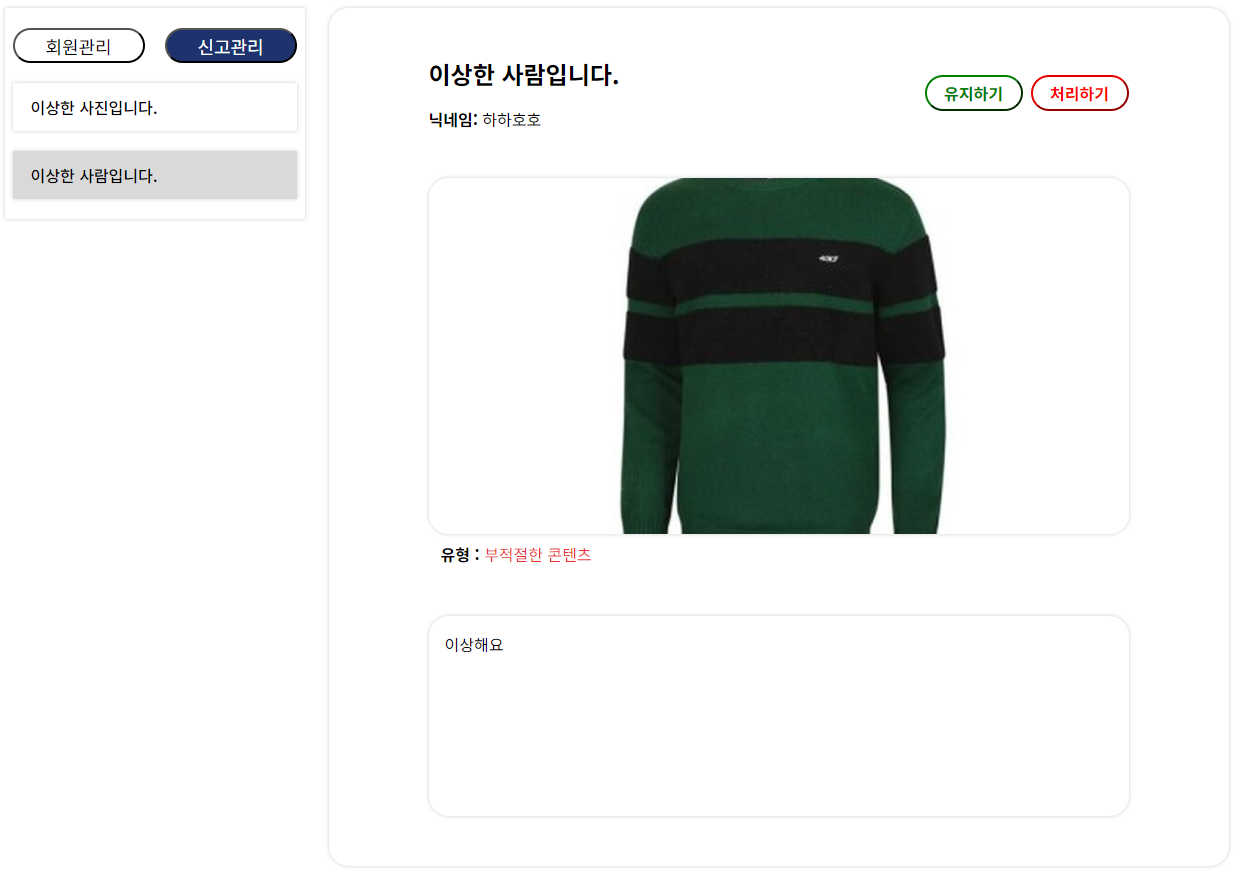 회원관리
신고관리
이상한 사진입니다.
이상한 사람입니다.
이상한 사람입니다.
유지하기
처리하기
닉네임: 하하호호
유형 : 부적절한 콘텐츠
이상해요